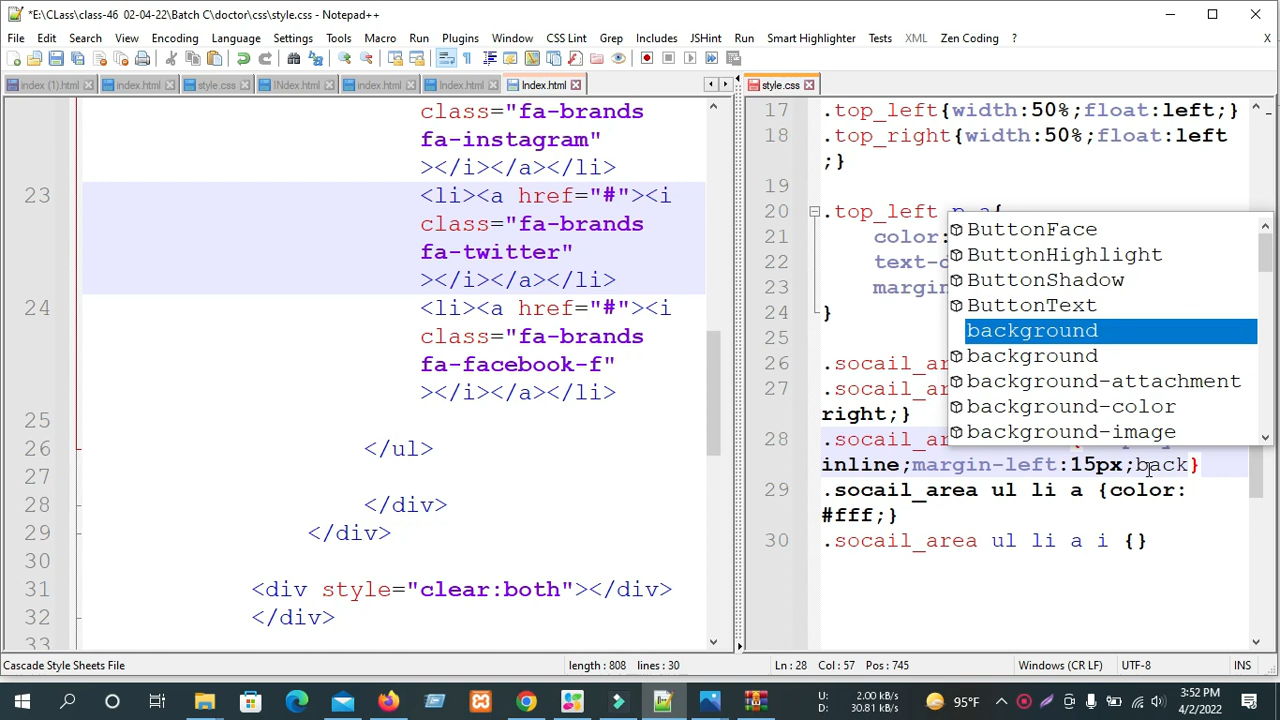 *E:\CLass\class-46 02-04-22\Batch C\doctor\css\style.css - Notepad++
File Edit Search View Encoding Language Settings Tools Macro Run Plugins Window CSS Lint Grep Includes JSHint Run Smart Highlighter Tests XML Zen Coding ? X
index (1).html index.html style.css INdex.html index.html Index.html Index.html
class="fa-brands
fa-instagram"
></i></a></li>
23 <li><a href="#"><i
class="fa-brands
fa-twitter"
></i></a></li>
24 <li><a href="#"><i
class="fa-brands
fa-facebook-f"
></i></a></li>
25
26 </ul>
27
28 </div>
29 </div>
30
31 <div style="clear:both"></div>
32 </div>
33
style.css
17 .top_left{width:50%;float:left;}
18 .top_right{width:50%;float:left
;}
19
20 .top_left p a{
21 color:
22 text-d
23 margin
24 }
25
26 .socail_ar
27 .socail_ar
right;}
28 .socail_ar
inline;margin-left:15px;back}
29 .socail_area ul li a {color:
#fff;}
30 .socail_area ul li a i {}
ButtonFace
ButtonHighlight
ButtonShadow
ButtonText
background
background
background-attachment
background-color
background-image
Cascade Style Sheets File length : 808 lines : 30 Ln : 28 Col : 57 Pos : 745 Windows (CR LF) UTF-8 INS
U: 2.00 kB/s
D: 30.81 kB/s
95°F
3:52 PM
4/2/2022